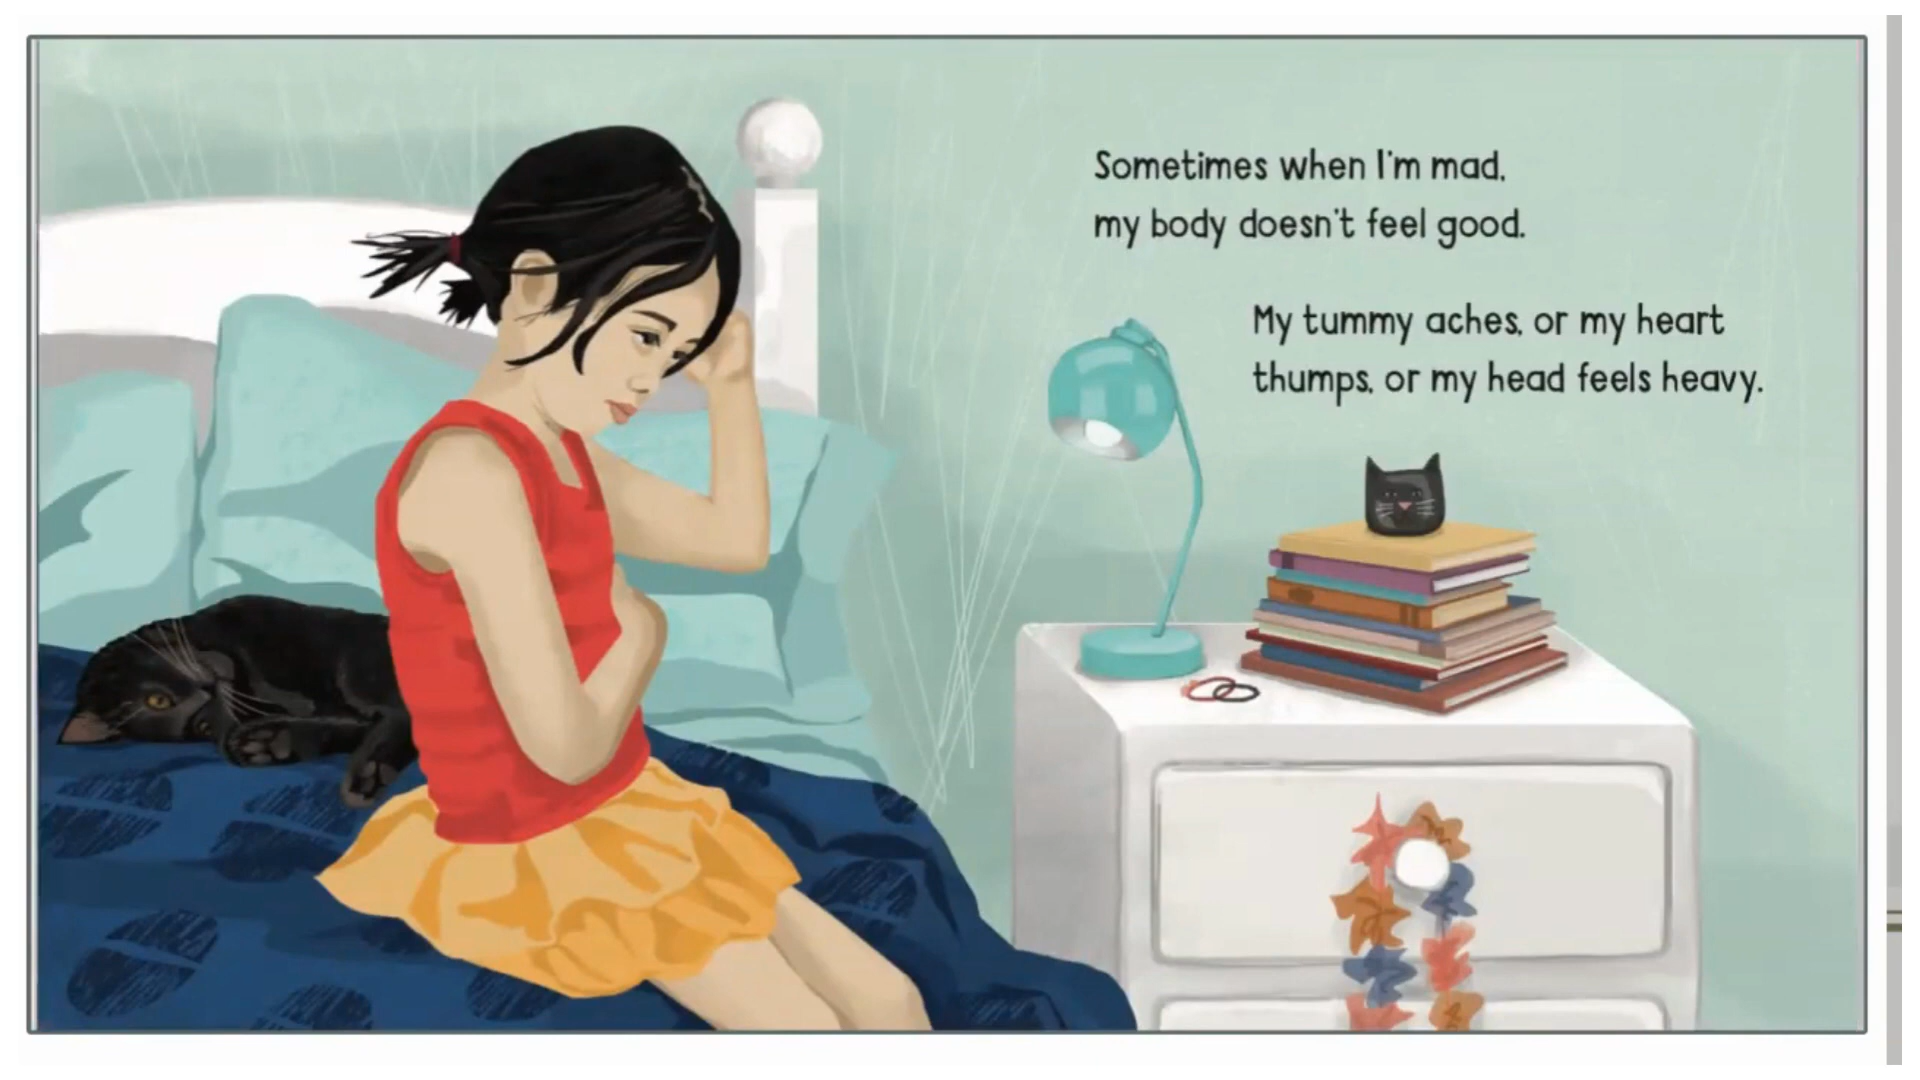 Sometimes when I'm mad,
my body doesn't feel good.
My tummy aches, or my heart
thumps, or my head feels heavy.